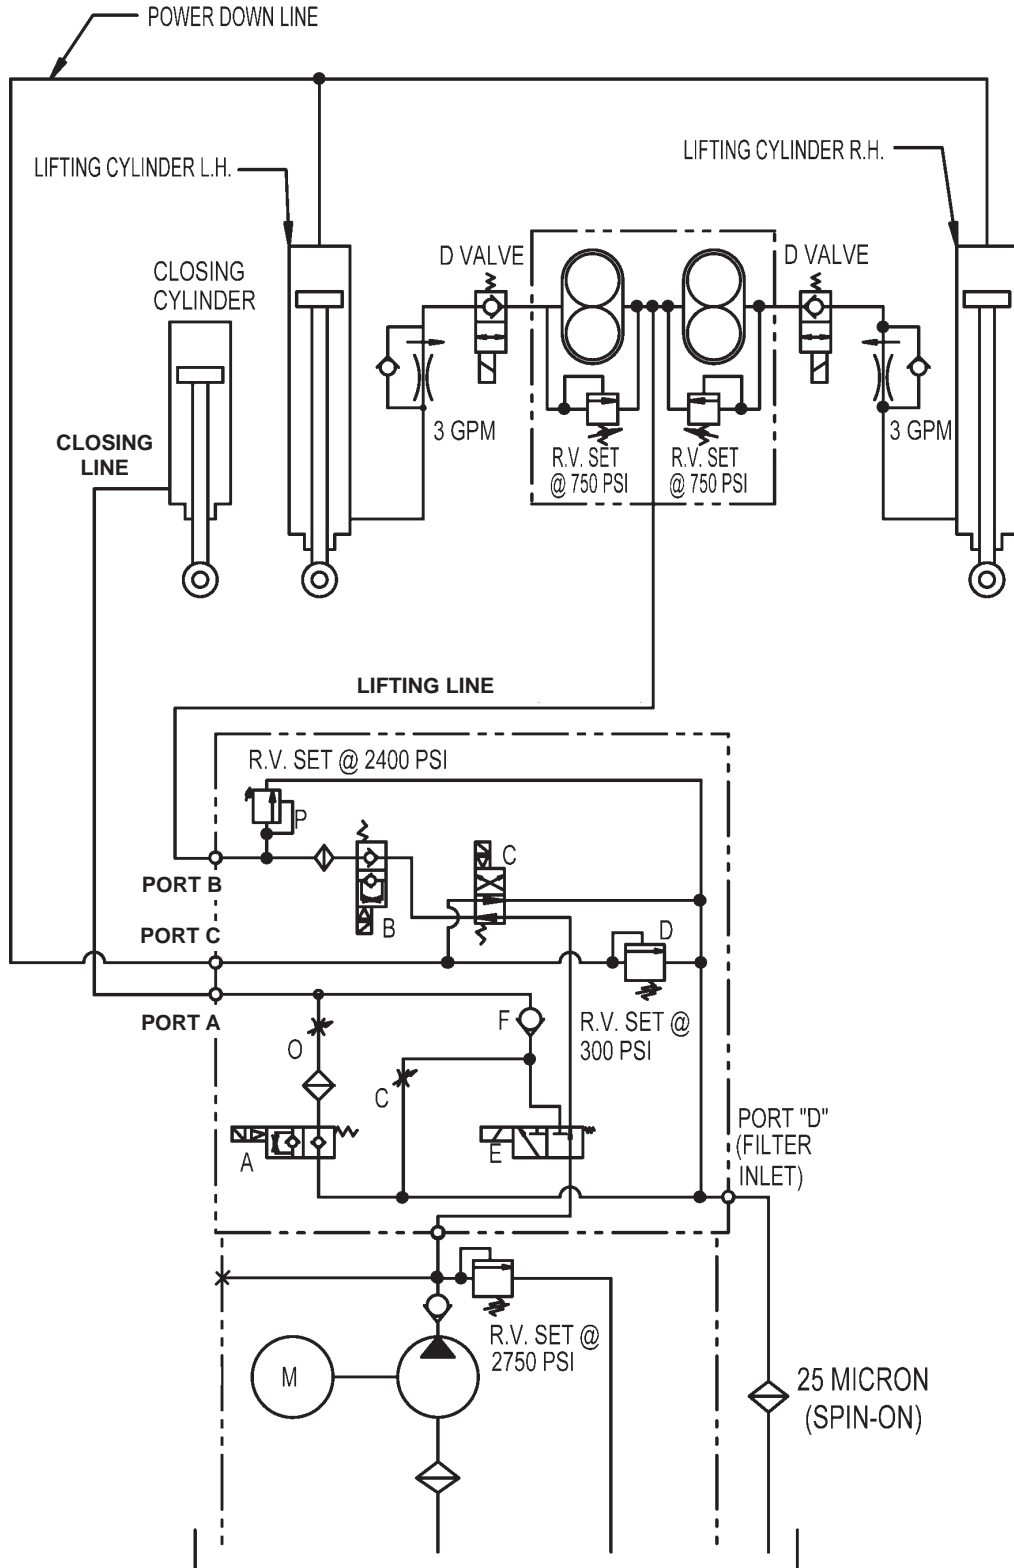 POWER DOWN LINE
LIFTING CYLINDER L.H.
LIFTING CYLINDER R.H.
CLOSING
CYLINDER
D VALVE
D VALVE
CLOSING
LINE
3 GPM
3 GPM
R.V. SET
@ 750 PSI
R.V. SET
@ 750 PSI
LIFTING LINE
R.V. SET @ 2400 PSI
P
C
PORT B
B
PORT C
D
PORT A
F
R.V. SET @
300 PSI
O
C
A
E
PORT "D"
(FILTER
INLET)
R.V. SET @
2750 PSI
M
25 MICRON
(SPIN-ON)